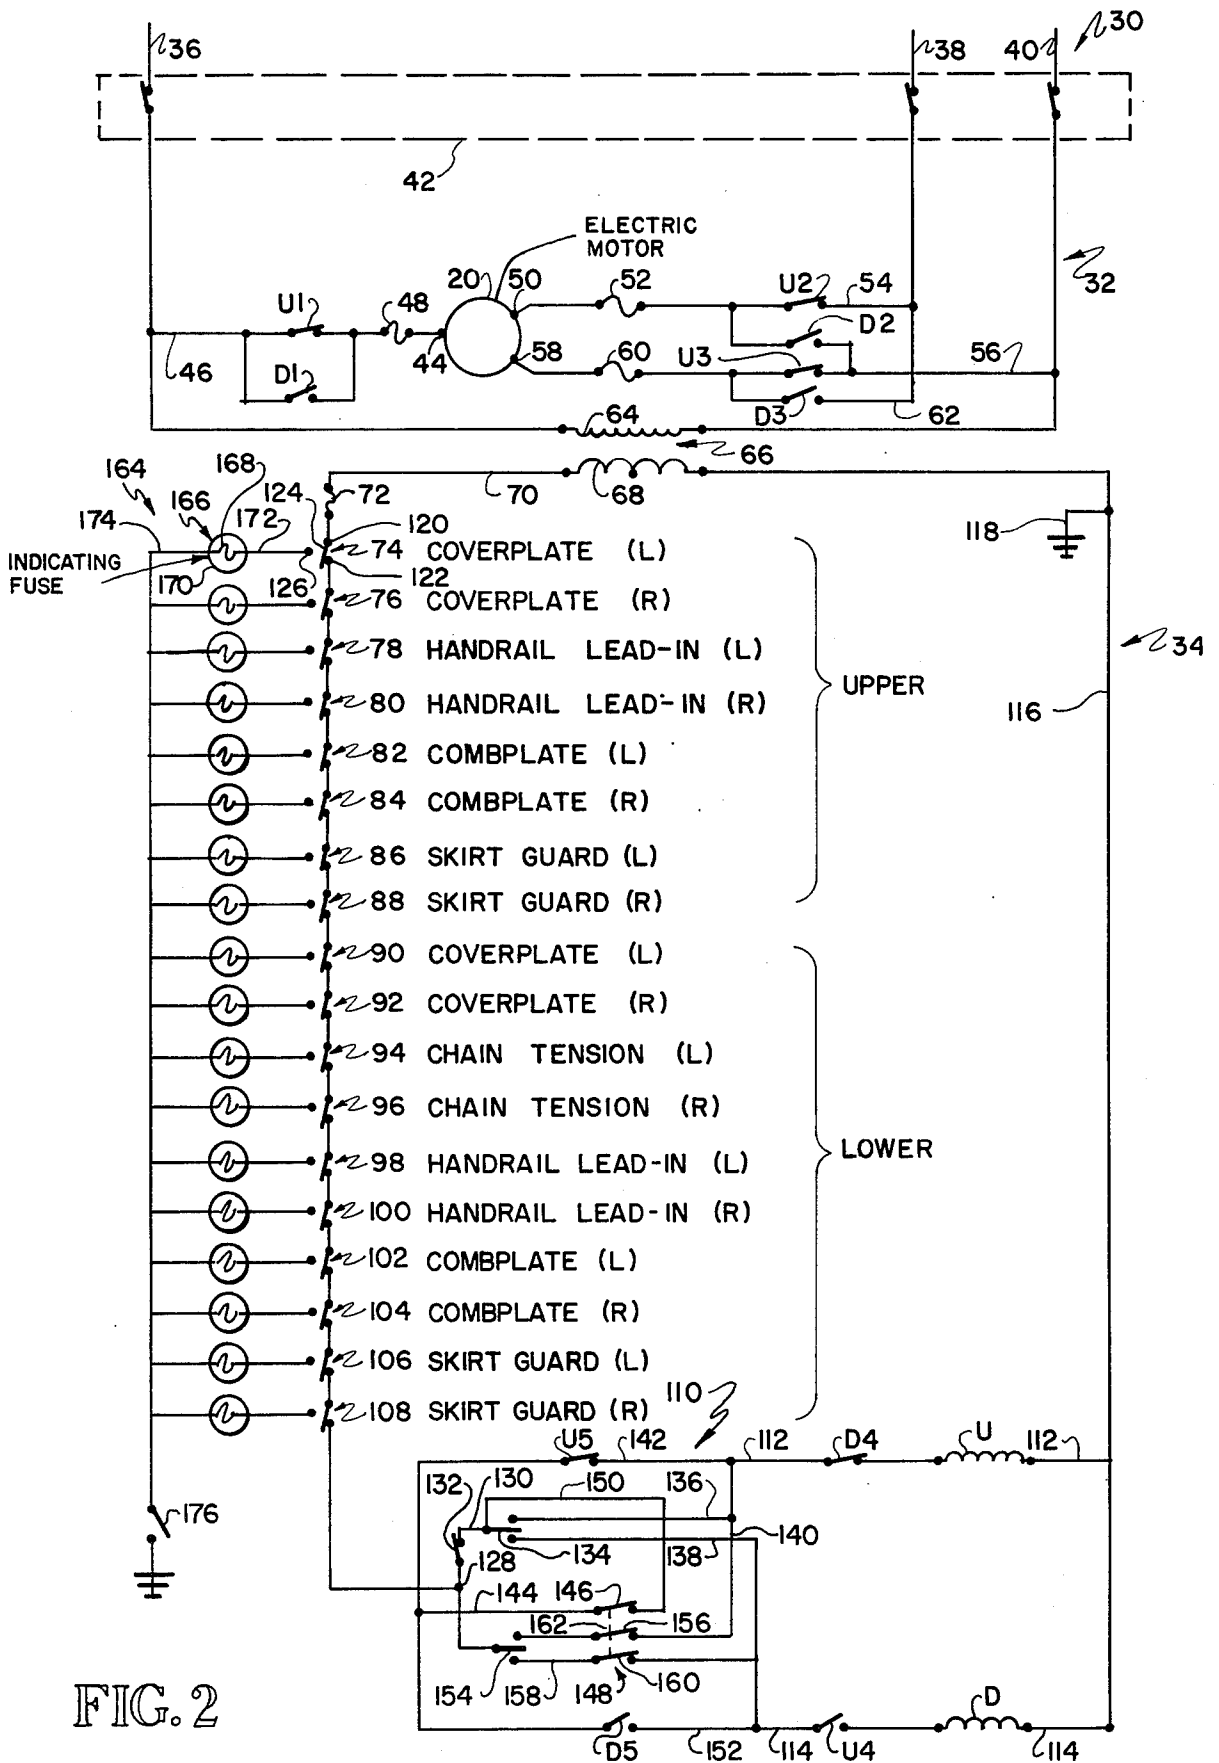 36
38
40
30
42
ELECTRIC
MOTOR
32
20
50
52
U2
54
U1
48
D2
44
58
60
U3
56
46
D1
D3
62
64
66
70
68
72
118
164
168
124
120
174
166
172
74 COVERPLATE (L)
INDICATING
FUSE
170
126
122
76 COVERPLATE (R)
78 HANDRAIL LEAD-IN (L)
34
80 HANDRAIL LEAD-IN (R)
UPPER
116
82 COMBPLATE (L)
84 COMBPLATE (R)
86 SKIRT GUARD (L)
88 SKIRT GUARD (R)
90 COVERPLATE (L)
92 COVERPLATE (R)
94 CHAIN TENSION (L)
96 CHAIN TENSION (R)
LOWER
98 HANDRAIL LEAD-IN (L)
100 HANDRAIL LEAD-IN (R)
102 COMBPLATE (L)
104 COMBPLATE (R)
106 SKIRT GUARD (L)
108 SKIRT GUARD (R)
110
U5
142
112
D4
U
112
132
130
150
136
176
128
134
138
140
144
146
162
156
154
158
148
160
D
D5
152
114
U4
114
FIG. 2